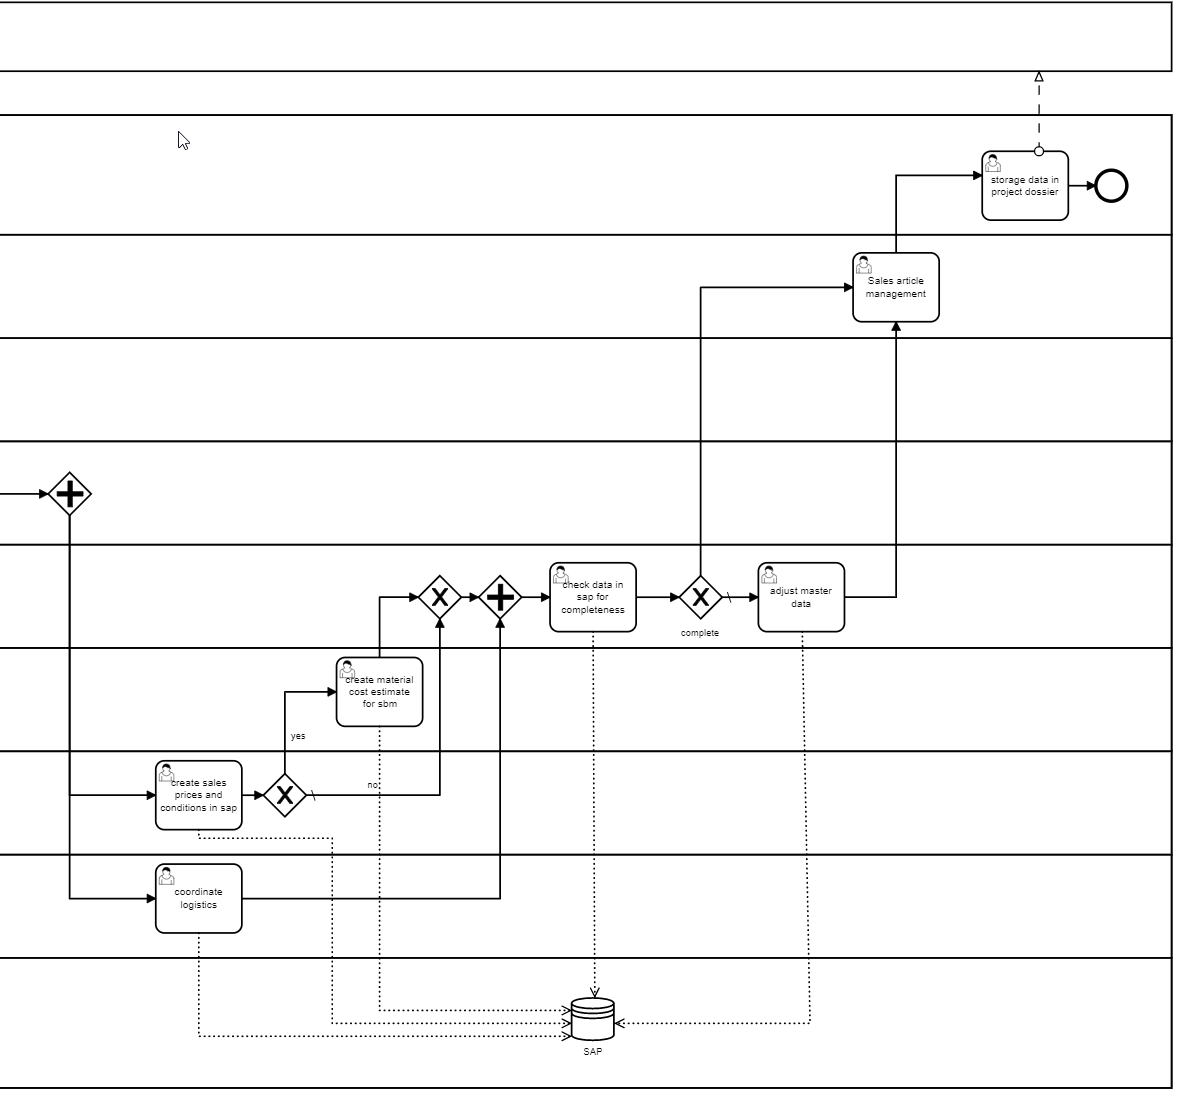 storage data in
project dossier
Sales article
management
check data in
sap for
completeness
adjust master
data
complete
create material
cost estimate
for sbm
yes
create sales
prices and
conditions in sap
no
coordinate
logistics
SAP